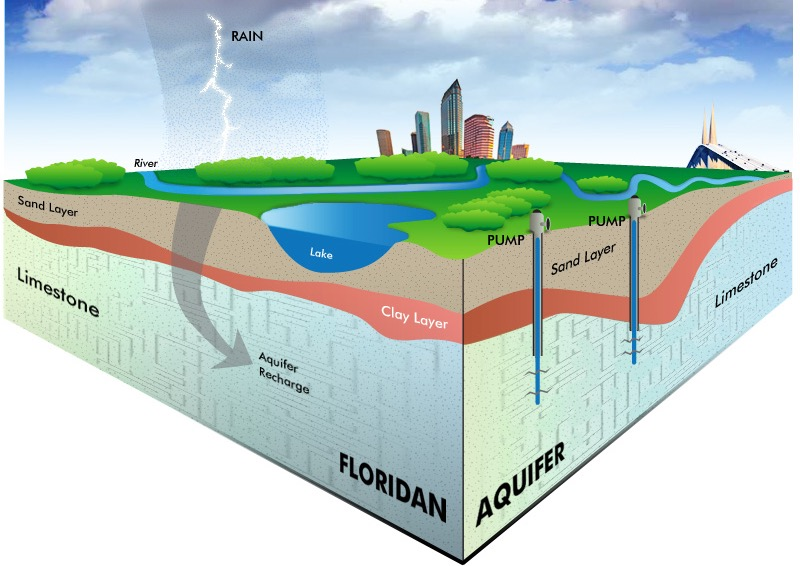 RAIN
River
Sand Layer
PUMP
PUMP
Lake
Sand Layer
Limestone
Limestone
Clay Layer
Aquifer
Recharge
FLORIDAN
AQUIFER